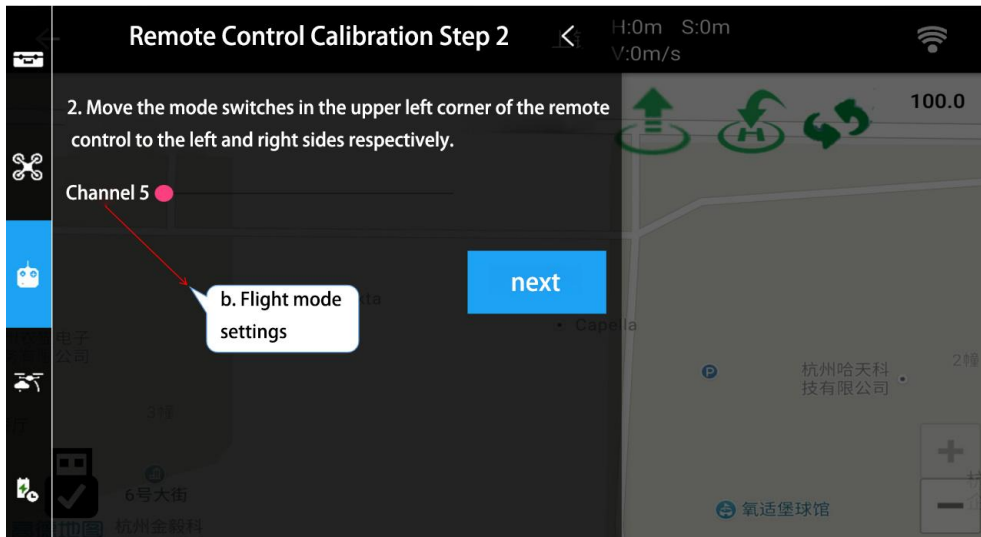 Remote Control Calibration Step 2
H:0m S:0m
V:0m/s
2. Move the mode switches in the upper left corner of the remote
control to the left and right sides respectively.
100.0
Channel 5
next
b. Flight mode
settings
Capella
电子
公司
P
杭州哈天科
技有限公司
2幢
3幢
6号大街
氧适堡球馆
地图
杭州金毅科